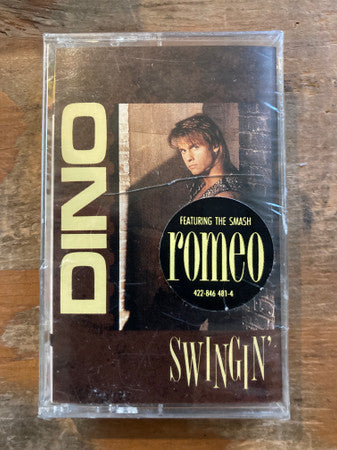 DINO
FEATURING THE SMASH
romeo
422-846 481-4
SWINGIN'